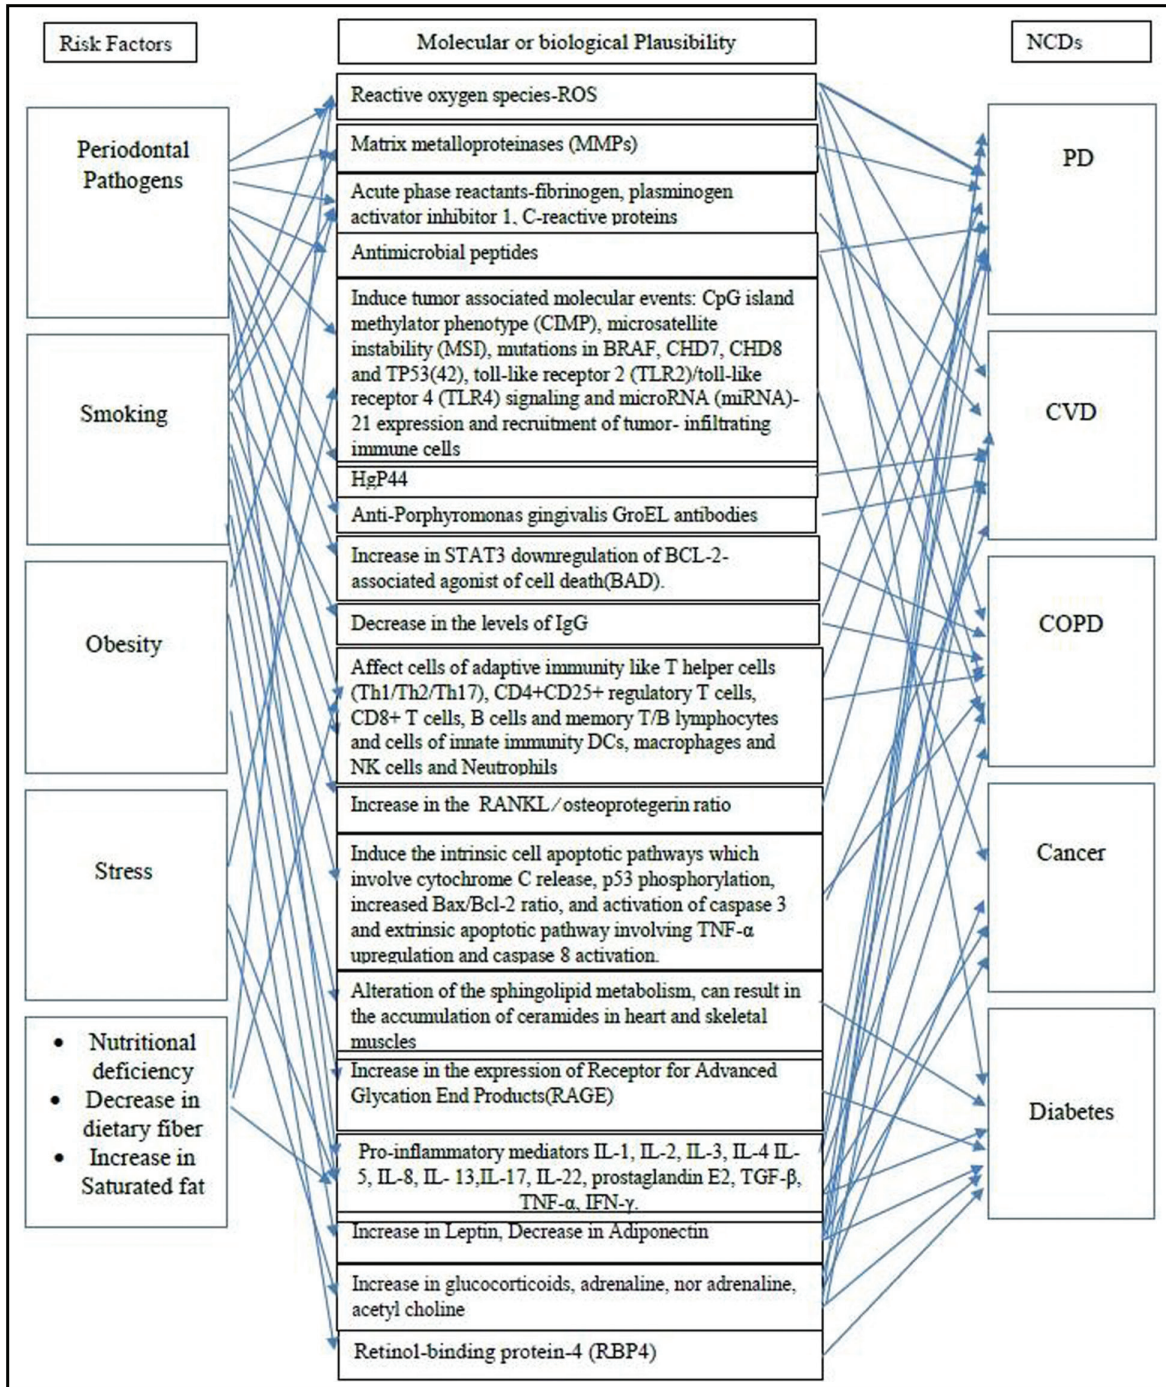 Risk Factors
Molecular or biological Plausibility
NCDs
Periodontal
Pathogens
Smoking
Obesity
Stress
• Nutritional
deficiency
• Decrease in
dietary fiber
• Increase in
Saturated fat
Reactive oxygen species-ROS
Matrix metalloproteinases (MMPs)
Acute phase reactants-fibrinogen, plasminogen
activator inhibitor 1, C-reactive proteins
Antimicrobial peptides
Induce tumor associated molecular events: CpG island
methylator phenotype (CIMP), microsatellite
instability (MSI), mutations in BRAF, CHD7, CHD8
and TP53(42), toll-like receptor 2 (TLR2)/toll-like
receptor 4 (TLR4) signaling and microRNA (miRNA)-
21 expression and recruitment of tumor- infiltrating
immune cells
HgP44
Anti-Porphyromonas gingivalis GroEL antibodies
Increase in STAT3 downregulation of BCL-2-
associated agonist of cell death(BAD).
Decrease in the levels of IgG
Affect cells of adaptive immunity like T helper cells
(Th1/Th2/Th17), CD4+CD25+ regulatory T cells,
CD8+ T cells, B cells and memory T/B lymphocytes
and cells of innate immunity DCs, macrophages and
NK cells and Neutrophils
Increase in the RANKL ⁄ osteoprotegerin ratio
Induce the intrinsic cell apoptotic pathways which
involve cytochrome C release, p53 phosphorylation,
increased Bax/Bcl-2 ratio, and activation of caspase 3
and extrinsic apoptotic pathway involving TNF-α
upregulation and caspase 8 activation.
Alteration of the sphingolipid metabolism, can result in
the accumulation of ceramides in heart and skeletal
muscles
Increase in the expression of Receptor for Advanced
Glycation End Products(RAGE)
Pro-inflammatory mediators IL-1, IL-2, IL-3, IL-4 IL-
5, IL-8, IL- 13,IL-17, IL-22, prostaglandin E2, TGF-β,
TNF-α, IFN-γ.
Increase in Leptin, Decrease in Adiponectin
Increase in glucocorticoids, adrenaline, nor adrenaline,
acetyl choline
Retinol-binding protein-4 (RBP4)
PD
CVD
COPD
Cancer
Diabetes